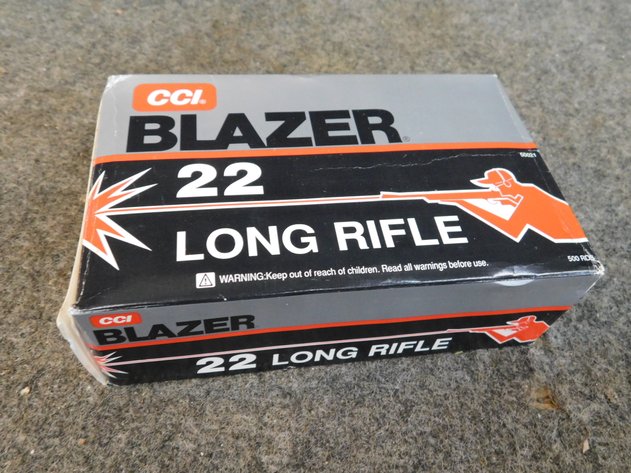 CCI®
BLAZER®
50021
22
LONG RIFLE
WARNING:Keep out of reach of children. Read all warnings before use.
500 RDS
CCI
BLAZER
22 LONG RIFLE